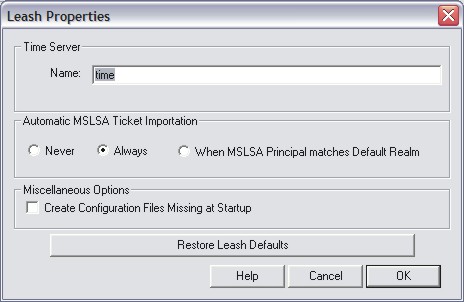 Leash Properties
Time Server
Name: time
Automatic MSLSA Ticket Importation
Never Always When MSLSA Principal matches Default Realm
Miscellaneous Options
Create Configuration Files Missing at Startup
Restore Leash Defaults
Help Cancel OK